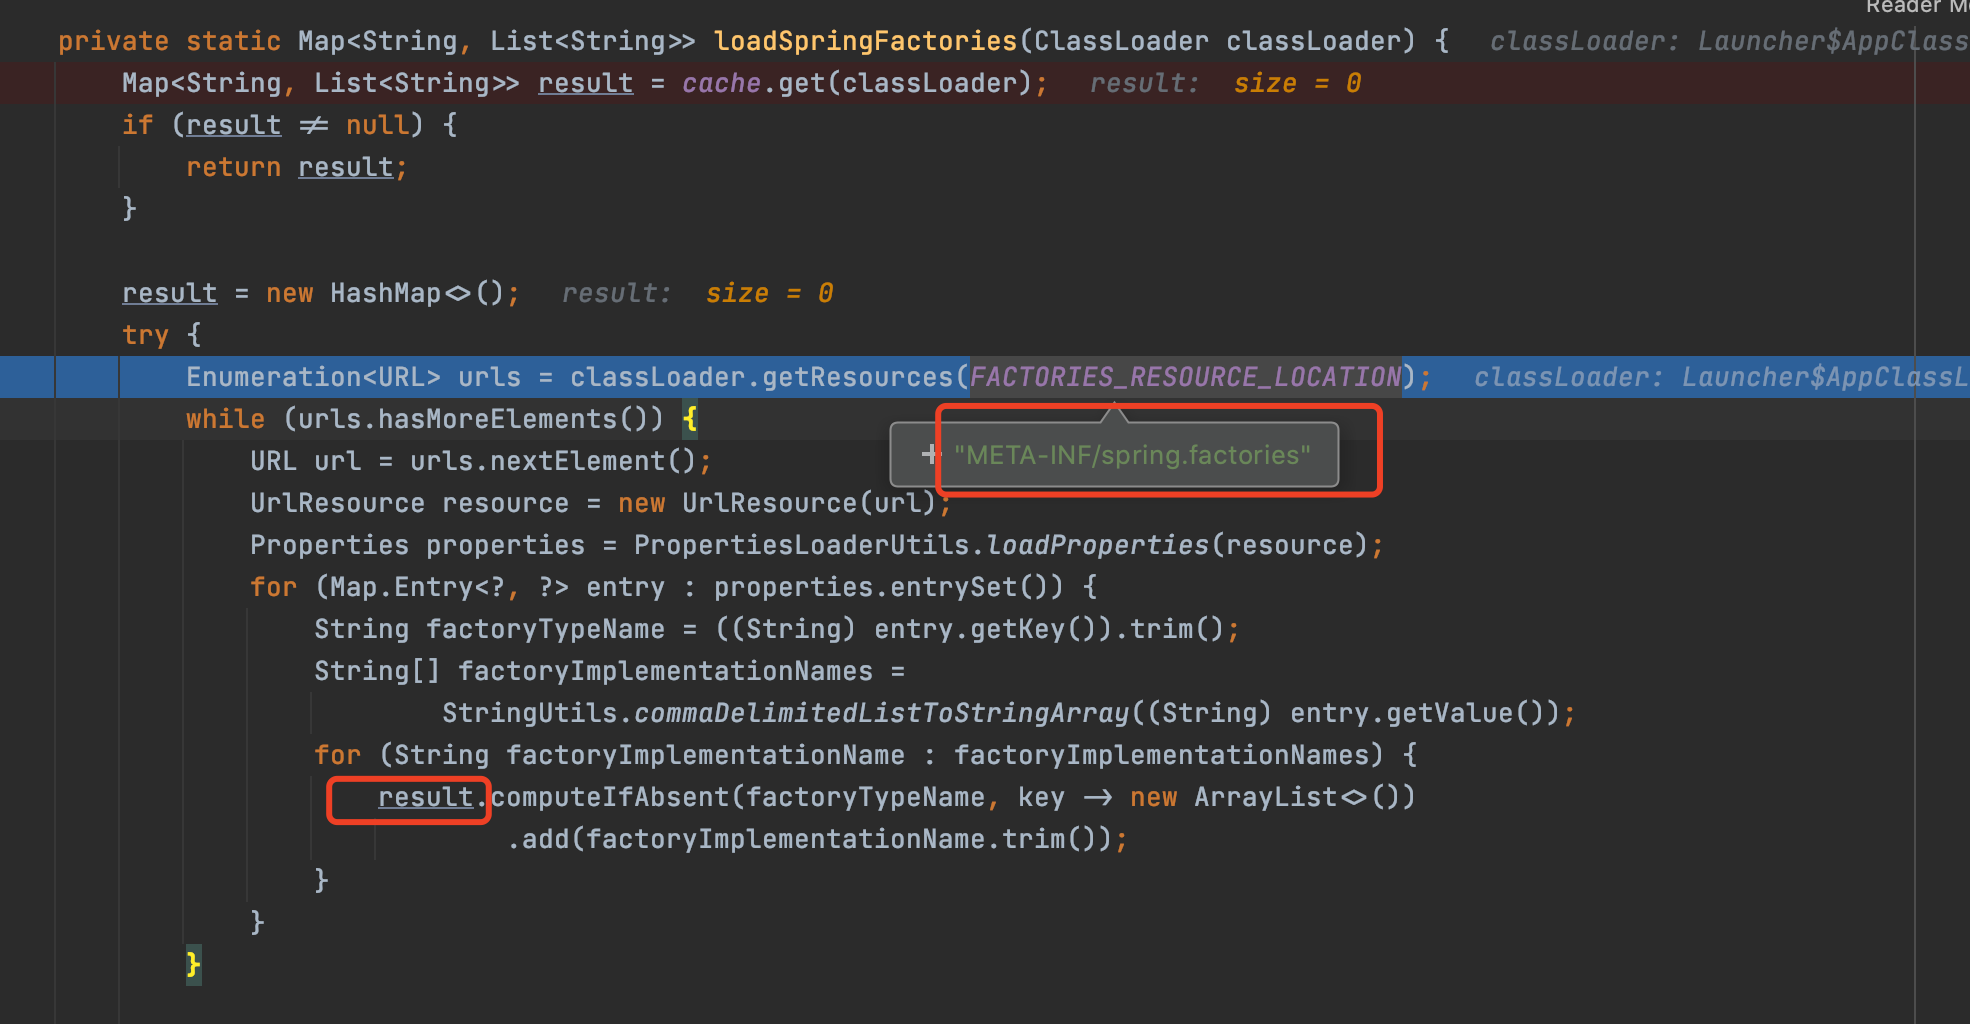 Reader M
private static Map<String, List<String>> loadSpringFactories(ClassLoader classLoader) { classLoader: Launcher$AppClass
Map<String, List<String>> result = cache.get(classLoader); result: size = 0
if (result ≠ null) {
return result;
}
result = new HashMap<>(); result: size = 0
try {
Enumeration<URL> urls = classLoader.getResources(FACTORIES_RESOURCE_LOCATION); classLoader: Launcher$AppClassL
while (urls.hasMoreElements()) {
+ "META-INF/spring.factories"
URL url = urls.nextElement();
UrlResource resource = new UrlResource(url);
Properties properties = PropertiesLoaderUtils.loadProperties(resource);
for (Map.Entry<?, ?> entry : properties.entrySet()) {
String factoryTypeName = ((String) entry.getKey()).trim();
String[] factoryImplementationNames =
StringUtils.commaDelimitedListToStringArray((String) entry.getValue());
for (String factoryImplementationName : factoryImplementationNames) {
result.computeIfAbsent(factoryTypeName, key → new ArrayList<>())
.add(factoryImplementationName.trim());
}
}
}